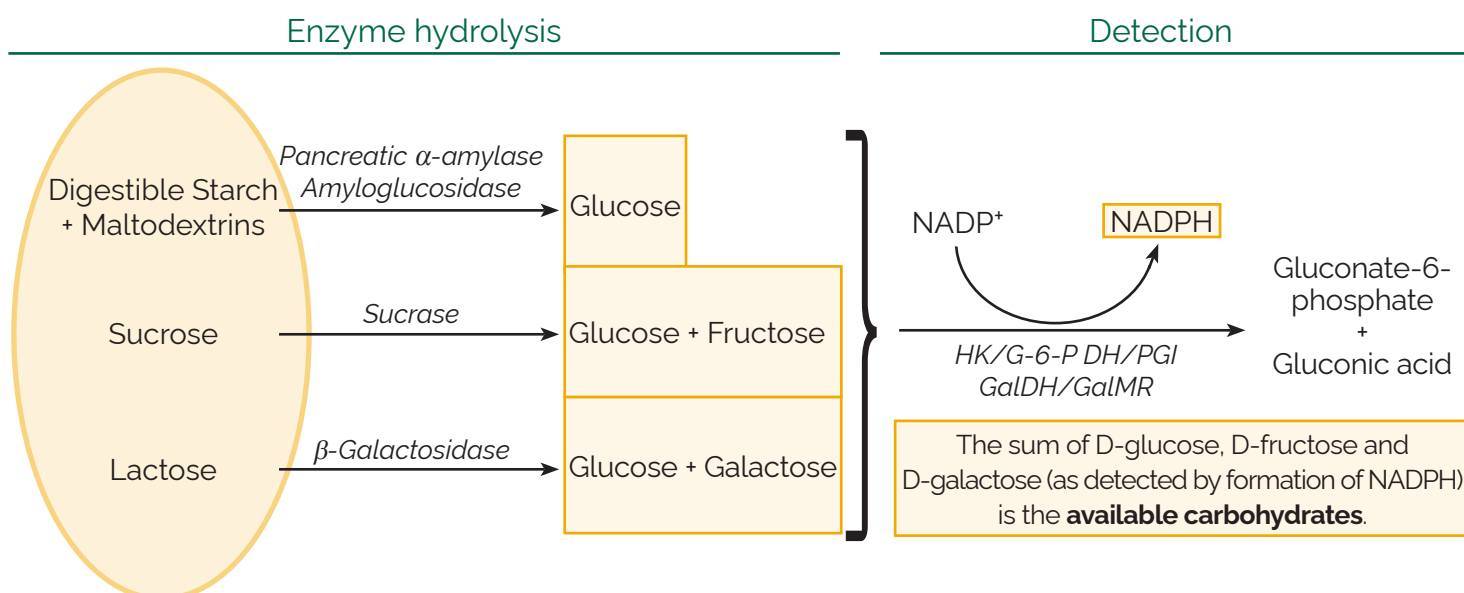 Enzyme hydrolysis
Detection
Digestible Starch
+ Maltodextrins
Pancreatic α-amylase
Amyloglucosidase
Glucose
Sucrose
Sucrase
Glucose + Fructose
Lactose
β-Galactosidase
Glucose + Galactose
NADP⁺
NADPH
HK/G-6-P DH/PGI
GalDH/GalMR
Gluconate-6-
phosphate
+
Gluconic acid
The sum of D-glucose, D-fructose and
D-galactose (as detected by formation of NADPH)
is the available carbohydrates.